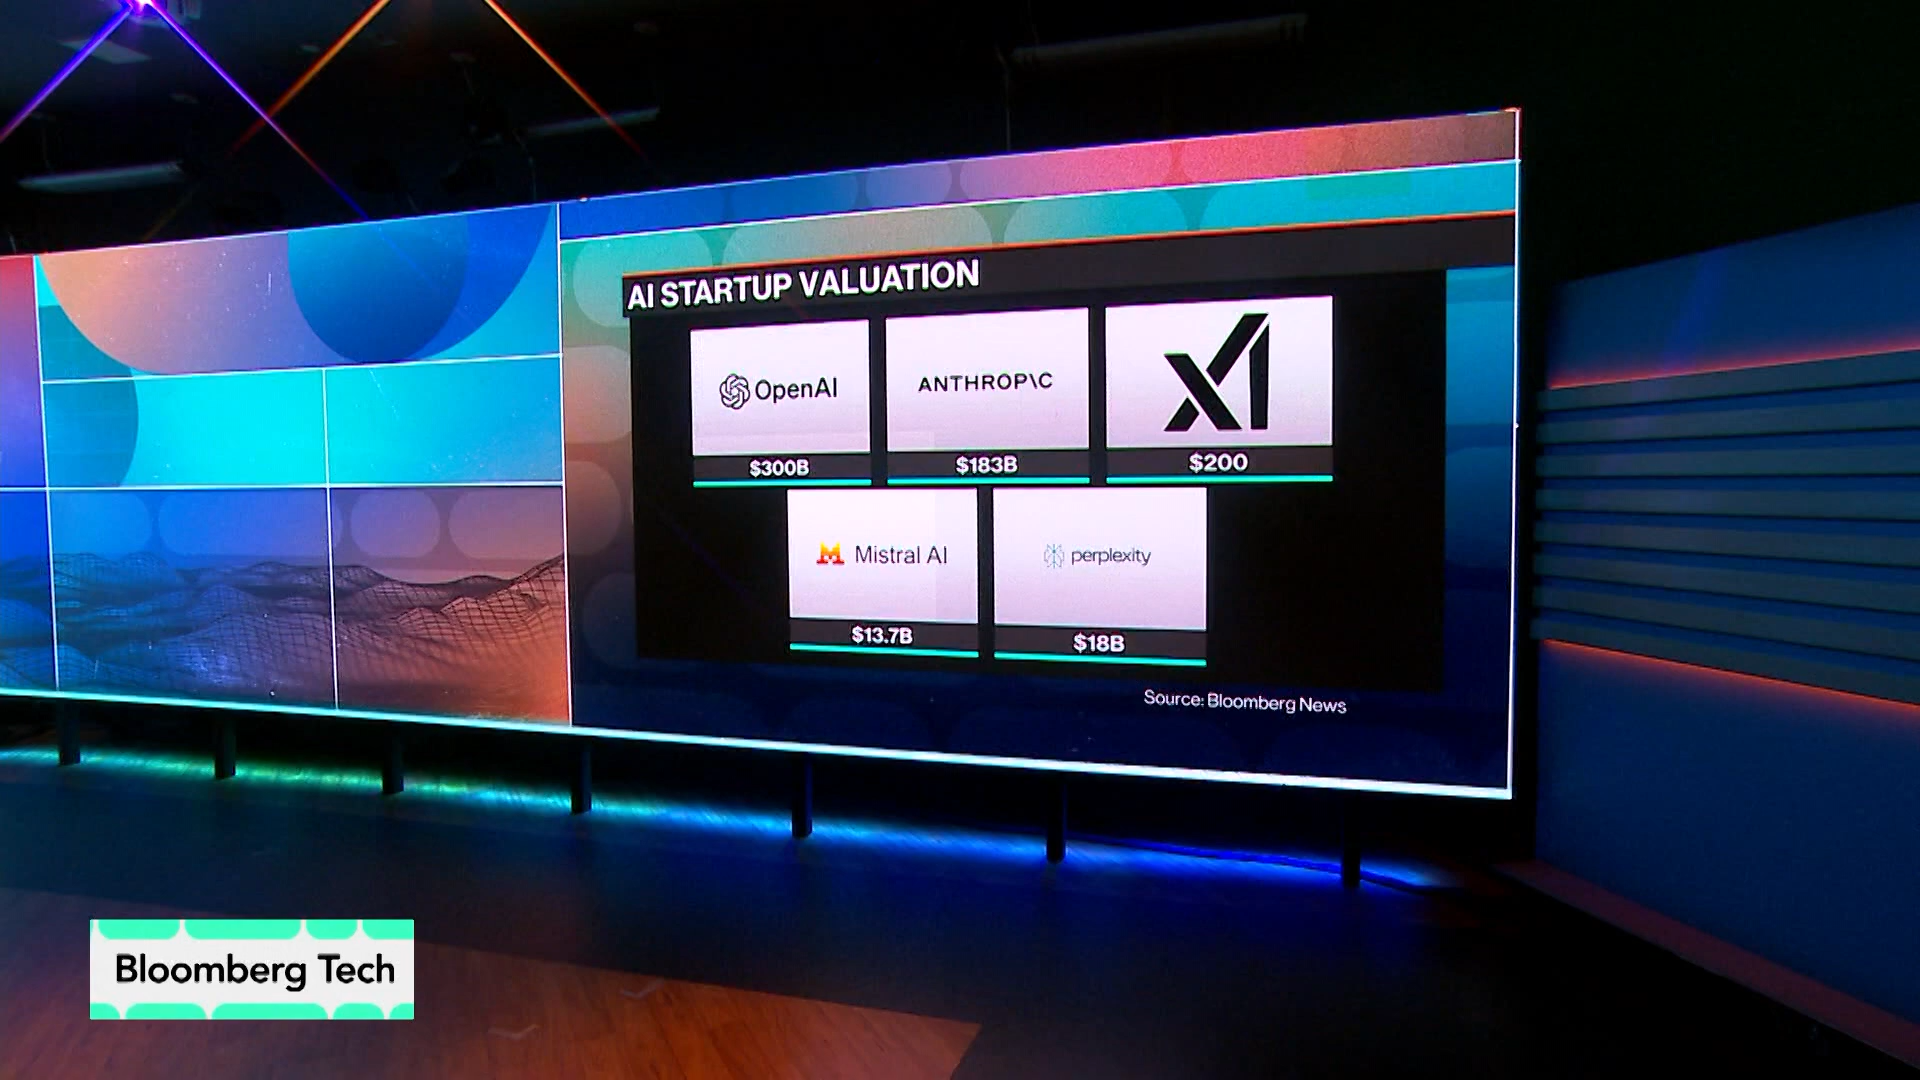 AI STARTUP VALUATION
OpenAI
ANTHROP\C
xI
$300B
$183B
$200
Mistral AI
perplexity
$13.7B
$18B
Source: Bloomberg News
Bloomberg Tech